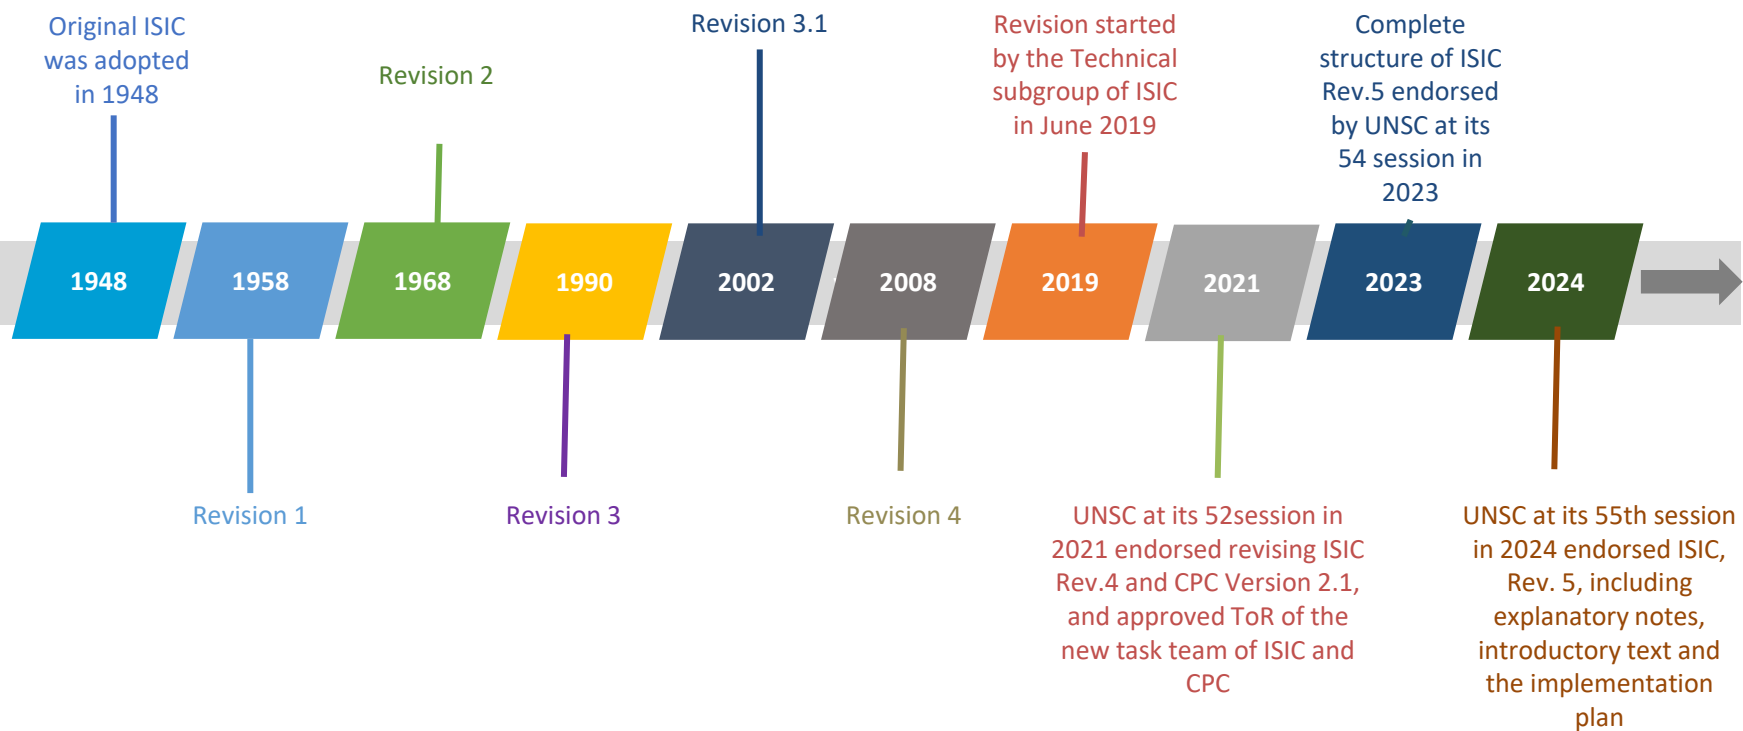 Original ISIC
was adopted
in 1948
Revision 2
Revision 3.1
Revision started
by the Technical
subgroup of ISIC
in June 2019
Complete
structure of ISIC
Rev.5 endorsed
by UNSC at its
54 session in
2023
1948
1958
1968
1990
2002
2008
2019
2021
2023
2024
Revision 1
Revision 3
Revision 4
UNSC at its 52session in
2021 endorsed revising ISIC
Rev.4 and CPC Version 2.1,
and approved ToR of the
new task team of ISIC and
CPC
UNSC at its 55th session
in 2024 endorsed ISIC,
Rev. 5, including
explanatory notes,
introductory text and
the implementation
plan